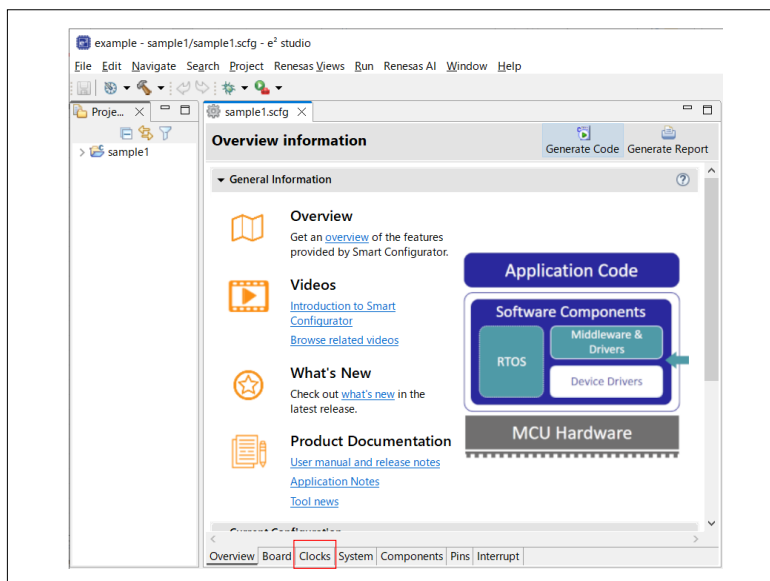 example - sample1/sample1.scfg - e² studio
File Edit Navigate Search Project Renesas Views Run Renesas AI Window Help
Proje...
sample1.scfg
Overview information
Generate Code Generate Report
sample1
General Information
Overview
Get an overview of the features
provided by Smart Configurator.
Videos
Introduction to Smart
Configurator
Browse related videos
What's New
Check out what's new in the
latest release.
Product Documentation
User manual and release notes
Application Notes
Tool news
Application Code
Software Components
RTOS
Middleware &
Drivers
Device Drivers
MCU Hardware
Current Configuration
Overview Board Clocks System Components Pins Interrupt